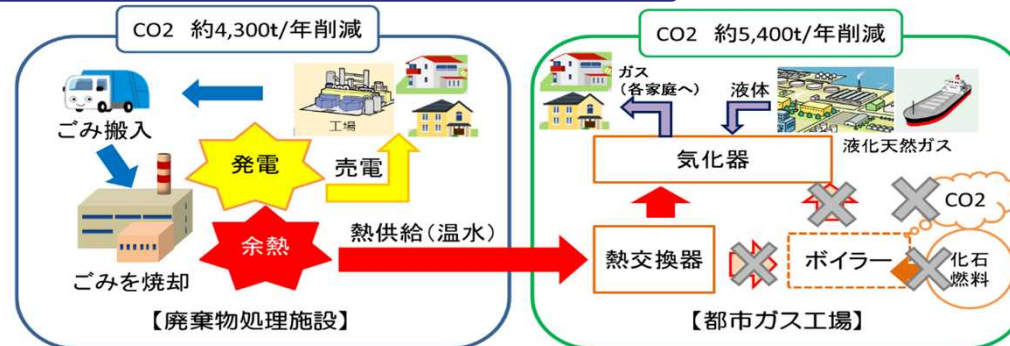 CO2 約4,300t/年削減
ごみ搬入
工場
発電
売電
余熱
ごみを焼却
熱供給(温水)
【廃棄物処理施設】
CO2 約5,400t/年削減
ガス
(各家庭へ)
液体
液化天然ガス
気化器
熱交換器
ボイラー
CO2
化石
燃料
【都市ガス工場】